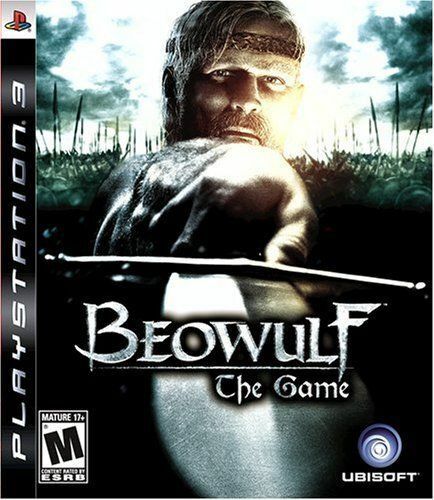 PLAYSTATION 3
BEOWULF
The Game
MATURE 17+
M
CONTENT RATED BY
ESRB
UBISOFT